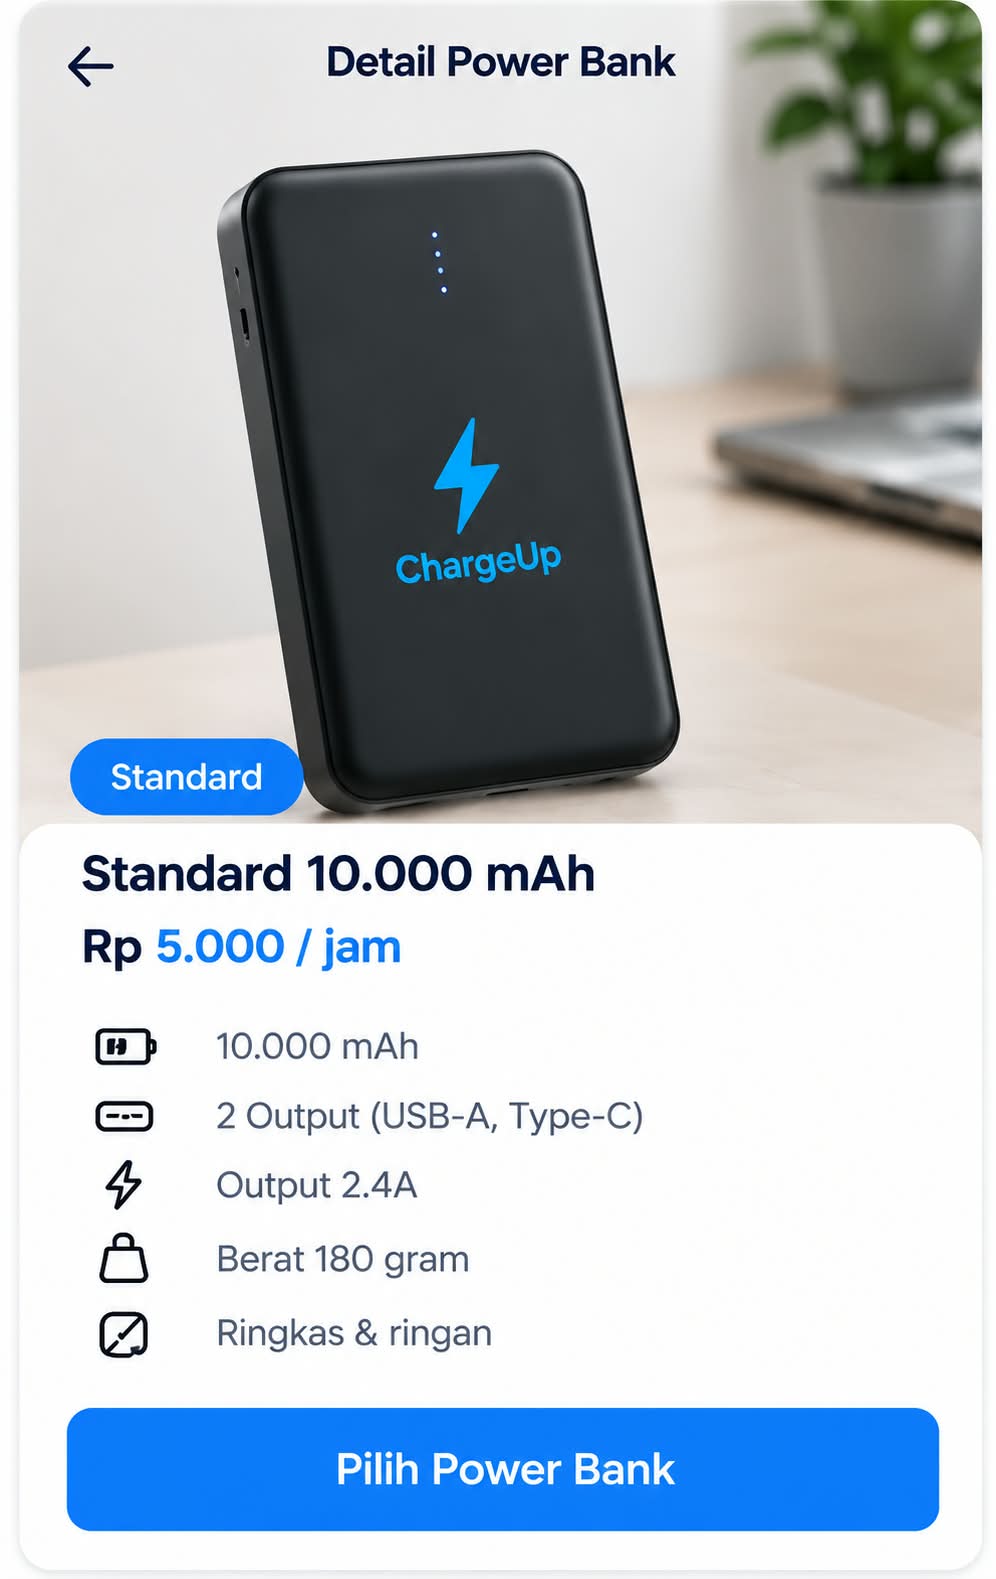 Detail Power Bank
ChargeUp
Standard
Standard 10.000 mAh
Rp 5.000 / jam
10.000 mAh
2 Output (USB-A, Type-C)
Output 2.4A
Berat 180 gram
Ringkas & ringan
Pilih Power Bank